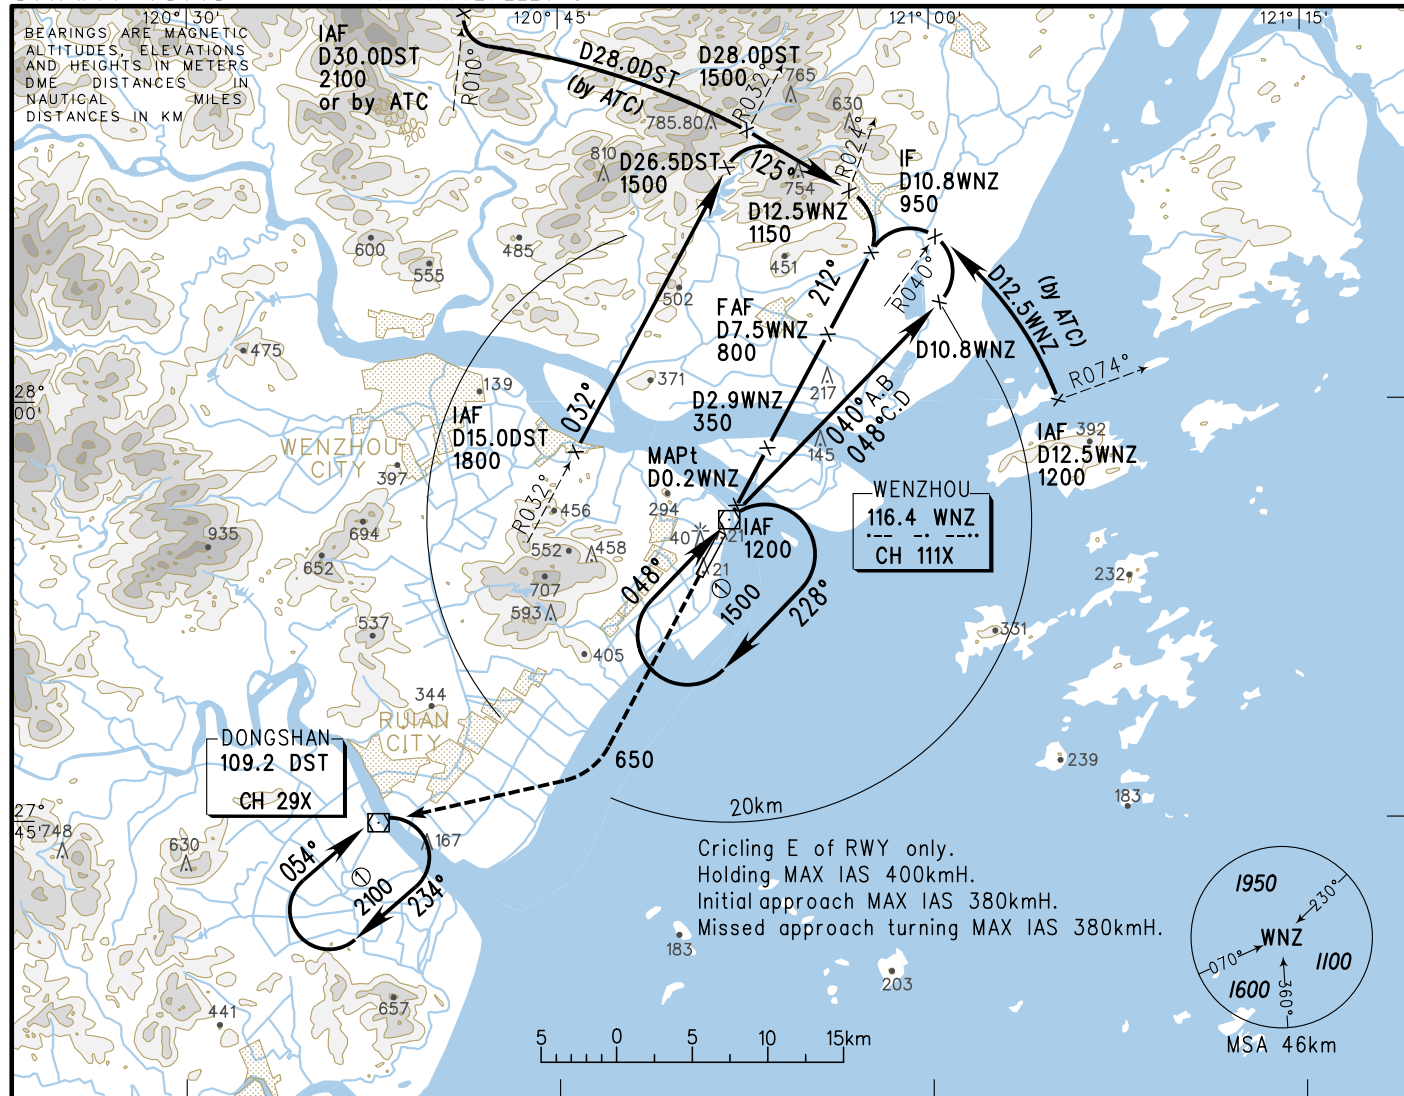 120° 30'
120° 45'
121° 00'
121° 15'
BEARINGS ARE MAGNETIC
ALTITUDES, ELEVATIONS
AND HEIGHTS IN METERS
DME DISTANCES IN
NAUTICAL MILES
DISTANCES IN KM
IAF
D30.0DST
2100
or by ATC
R010°
600
400
200
D28.0DST
(by ATC)
D28.0DST
1500
R032°
765
785.80
630
R024°
810
D26.5DST
1500
125°
754
IF
D10.8WNZ
950
D12.5WNZ
1150
600
555
485
451
502
212°
R040°
(by ATC)
D12.5WNZ
FAF
D7.5WNZ
800
D10.8WNZ
R074°
475
28°
00'
139
371
217
032°
D2.9WNZ
350
040°A.B
048°C.D
145
IAF
D15.0DST
1800
WENZHOU
CITY
397
MAPt
D0.2WNZ
IAF
D12.5WNZ
1200
392
R032°
456
294
WENZHOU
116.4 WNZ
·-- -· --··
CH 111X
935
694
652
552
458
40
21
IAF
1200
21
707
593
048°
1
1500
228°
232
537
405
331
344
RUIAN
CITY
DONGSHAN
109.2 DST
CH 29X
650
239
20km
183
27°
45'
748
630
167
054°
1
2100
234°
Cricling E of RWY only.
Holding MAX IAS 400kmH.
Initial approach MAX IAS 380kmH.
Missed approach turning MAX IAS 380kmH.
183
203
657
441
1950
230°
WNZ
070°
1100
1600
360°
MSA 46km
5 0 5 10 15km